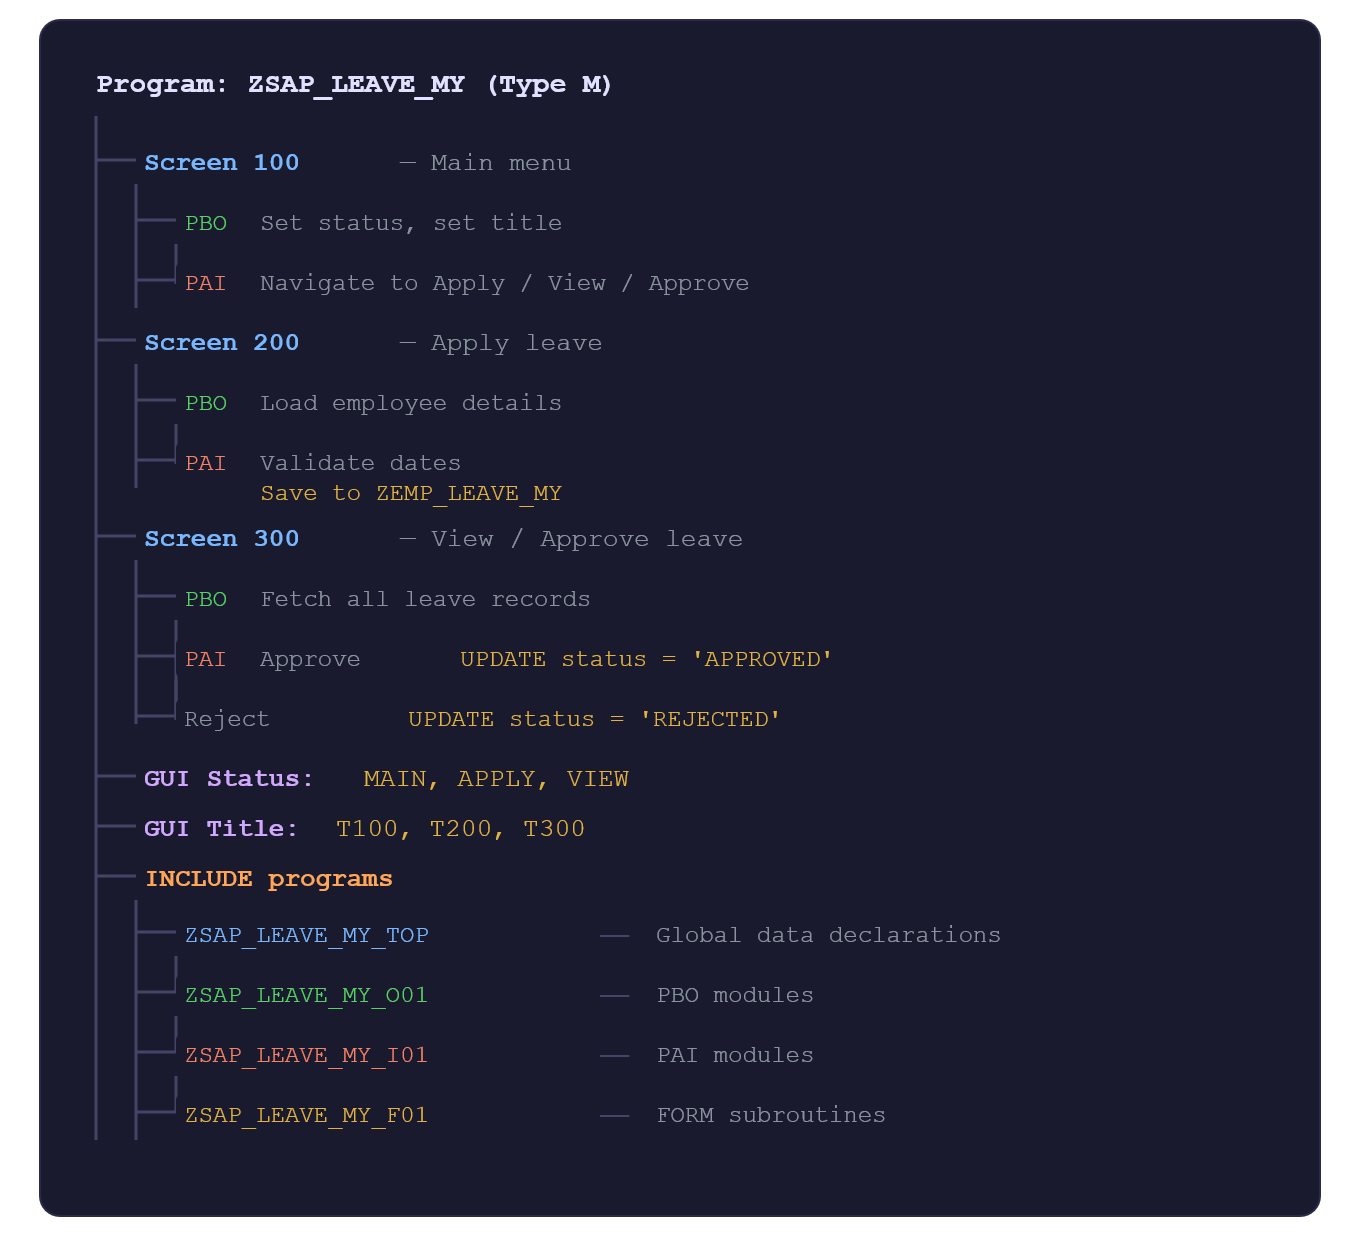 Program: ZSAP_LEAVE_MY (Type M)
Screen 100 — Main menu
PBO Set status, set title
PAI Navigate to Apply / View / Approve
Screen 200 — Apply leave
PBO Load employee details
PAI Validate dates
Save to ZEMP_LEAVE_MY
Screen 300 — View / Approve leave
PBO Fetch all leave records
PAI Approve UPDATE status = 'APPROVED'
Reject UPDATE status = 'REJECTED'
GUI Status: MAIN, APPLY, VIEW
GUI Title: T100, T200, T300
INCLUDE programs
ZSAP_LEAVE_MY_TOP — Global data declarations
ZSAP_LEAVE_MY_O01 — PBO modules
ZSAP_LEAVE_MY_I01 — PAI modules
ZSAP_LEAVE_MY_F01 — FORM subroutines